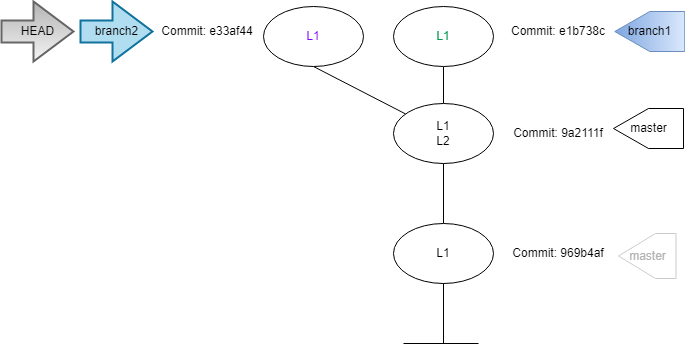 HEAD
branch2
Commit: e33af44
L1
L1
Commit: e1b738c
branch1
L1
L2
Commit: 9a2111f
master
L1
Commit: 969b4af
master